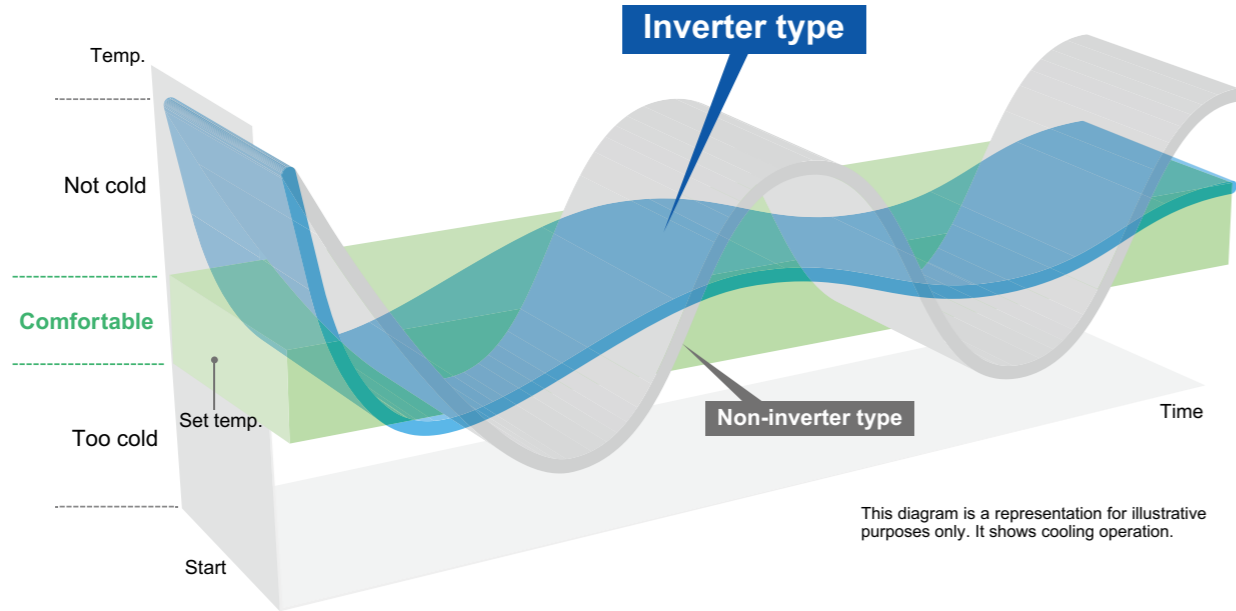 Inverter type
Temp.
Not cold
Comfortable
Set temp.
Too cold
Non-inverter type
Time
Start
This diagram is a representation for illustrative
purposes only. It shows cooling operation.